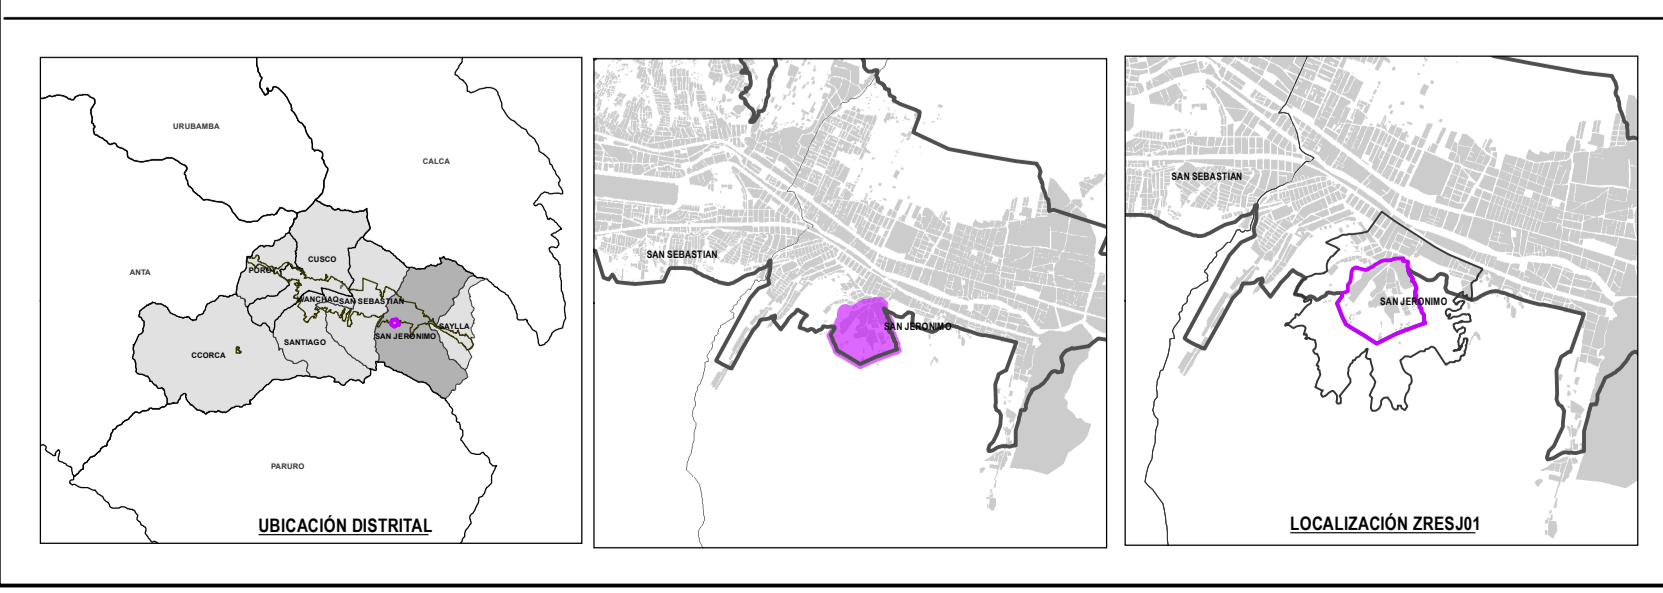 URUBAMBA
CALCA
ANTA
CUSCO
POROY
WANCHAQ
SAN SEBASTIAN
SAYLLA
SAN JERONIMO
SANTIAGO
CCORCA
PARURO
UBICACIÓN DISTRITAL
SAN SEBASTIAN
SAN JERONIMO
SAN SEBASTIAN
SAN JERONIMO
LOCALIZACIÓN ZRESJ01